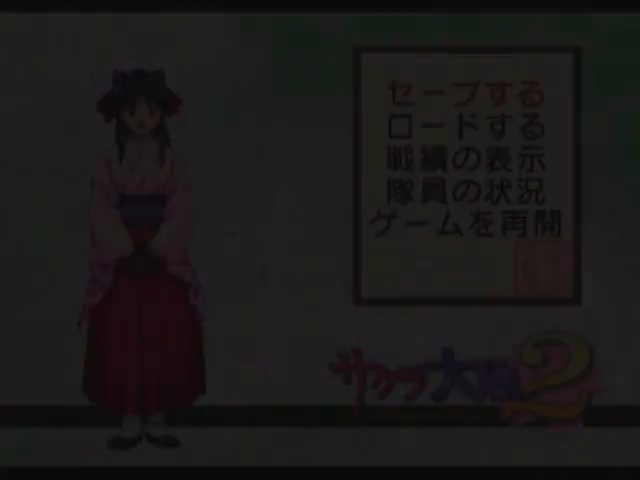 セーブする
ロードする
戦績の表示
隊員の状況
ゲームを再開
サクラ大戦2